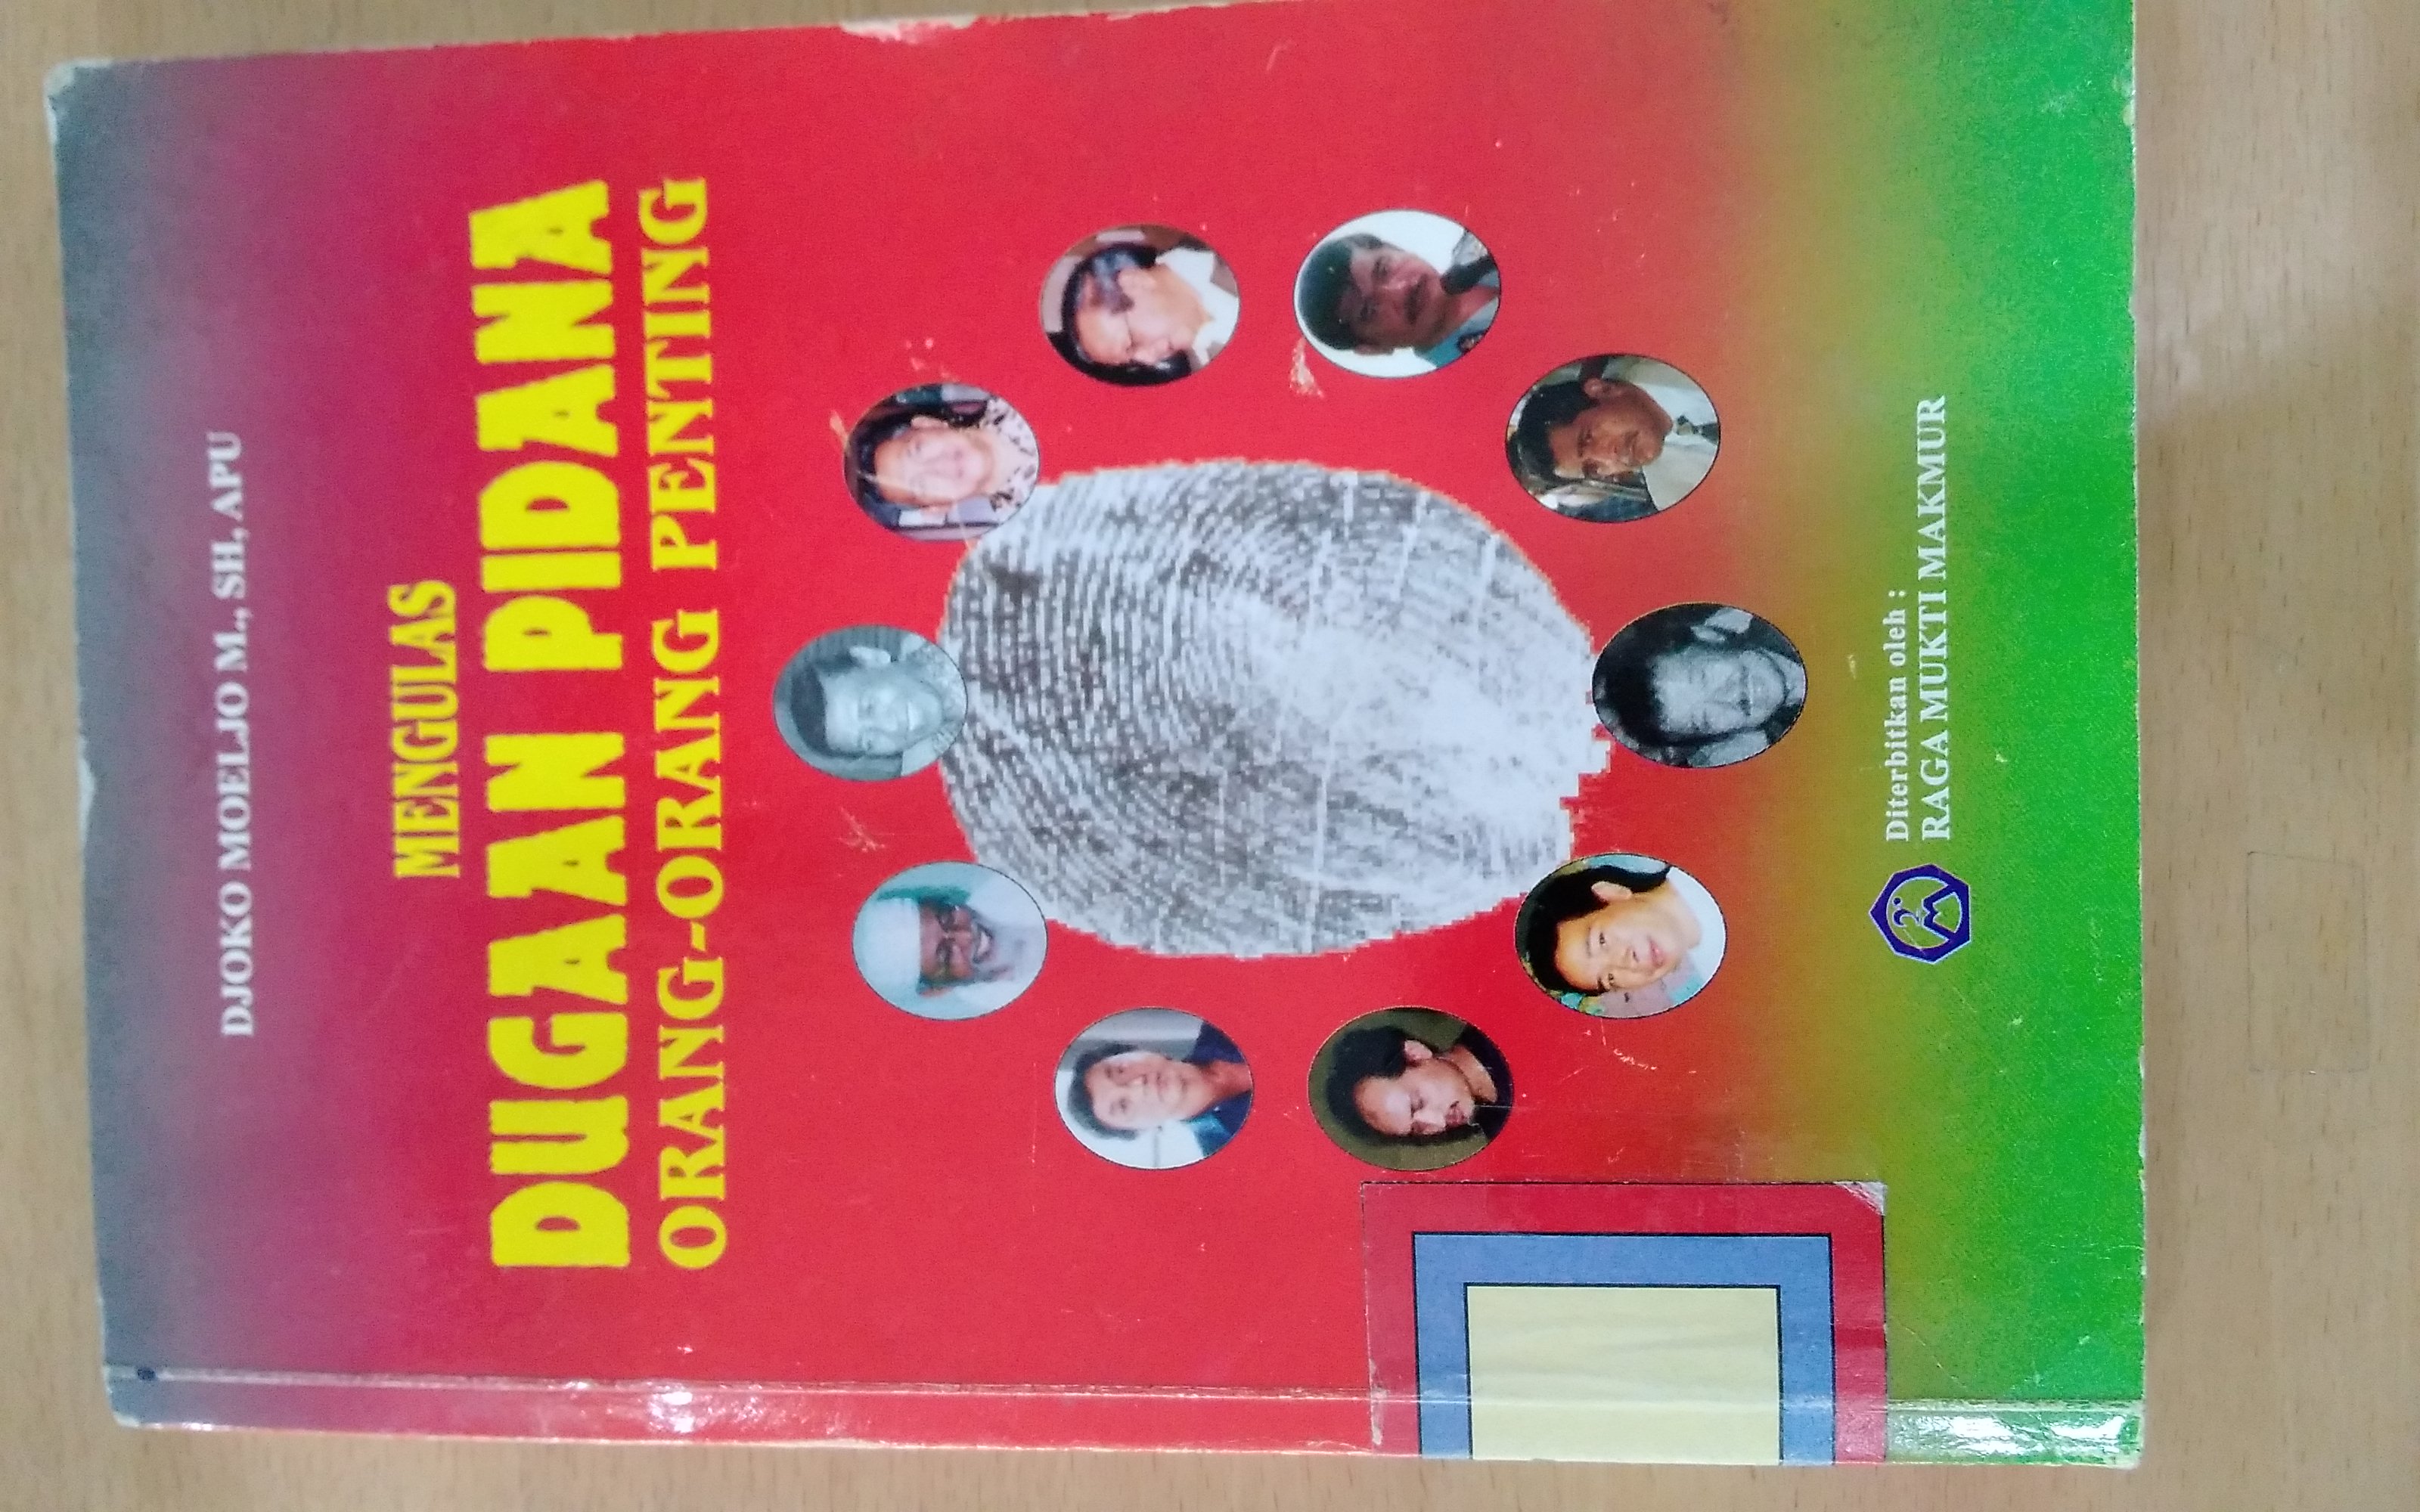 DJOKO MOELJO M., SH, APU
MENGULAS
DUGAAN PIDANA
ORANG-ORANG PENTING
Diterbitkan oleh :
RAGA MUKTI MAKMUR